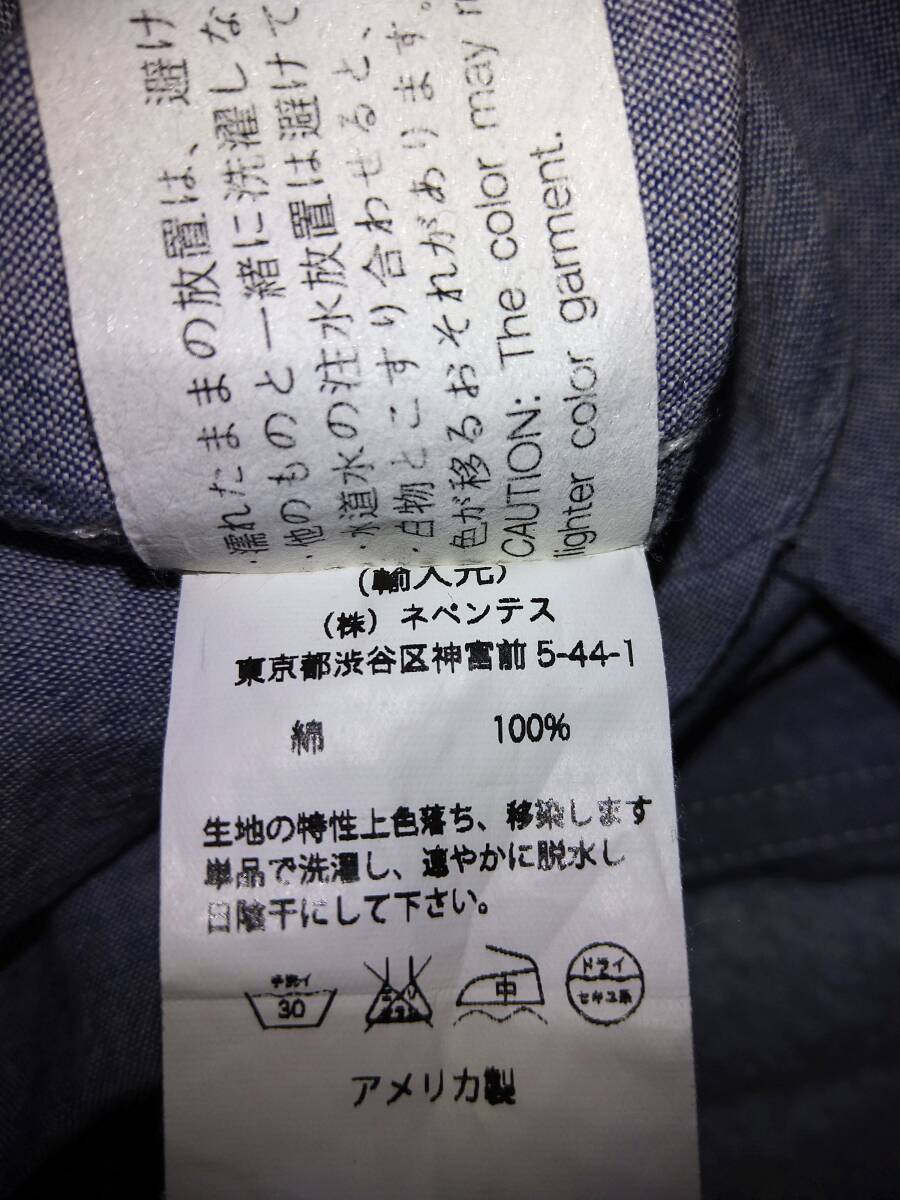 ・濡れたままの放置は、避け
・他のものと一緒に洗濯しな
・水道水の注水放置は避けて
・白物とこすり合わせると、
色が移るおそれがあります。
CAUTION: The color may
lighter color garment.
(輸入元)
(株) ネペンテス
東京都渋谷区神宮前 5-44-1
綿 100%
生地の特性上色落ち、移染します
単品で洗濯し、速やかに脱水し
日陰干にして下さい。
手洗イ 30
エンソ サラシ
中
ドライ セキユ系
アメリカ製